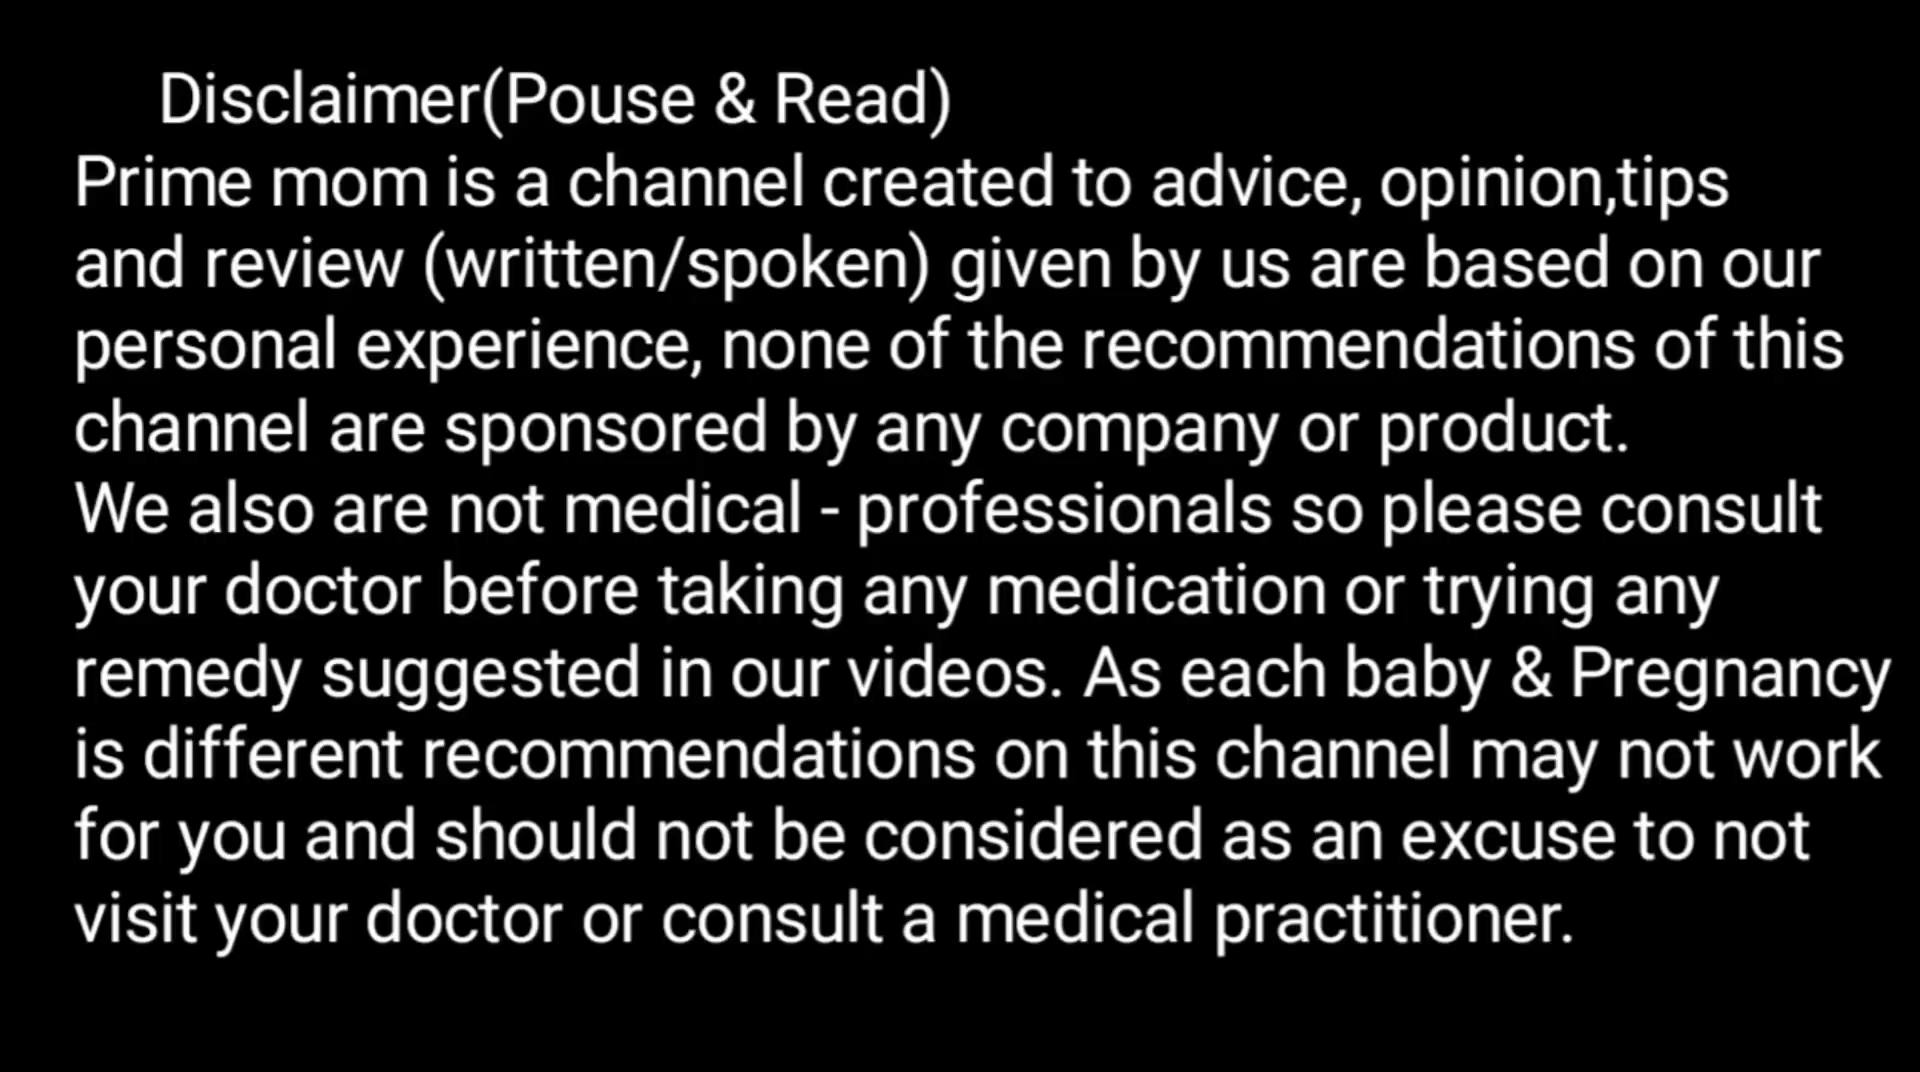 Disclaimer(Pouse & Read)
Prime mom is a channel created to advice, opinion,tips
and review (written/spoken) given by us are based on our
personal experience, none of the recommendations of this
channel are sponsored by any company or product.
We also are not medical - professionals so please consult
your doctor before taking any medication or trying any
remedy suggested in our videos. As each baby & Pregnancy
is different recommendations on this channel may not work
for you and should not be considered as an excuse to not
visit your doctor or consult a medical practitioner.